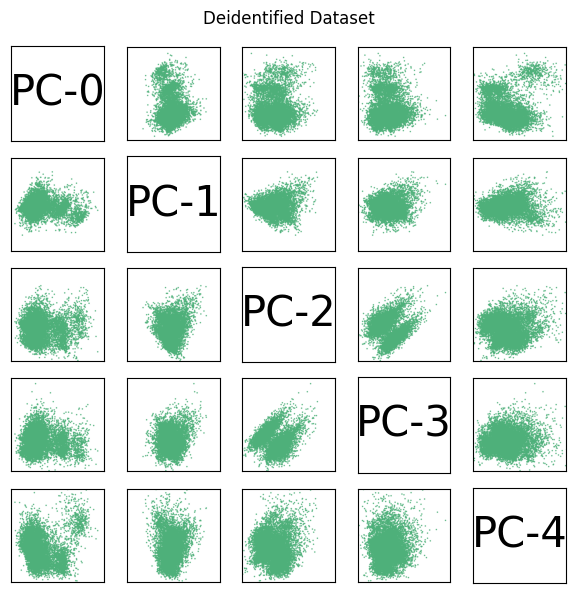 Deidentified Dataset
PC-0
PC-1
PC-2
PC-3
PC-4